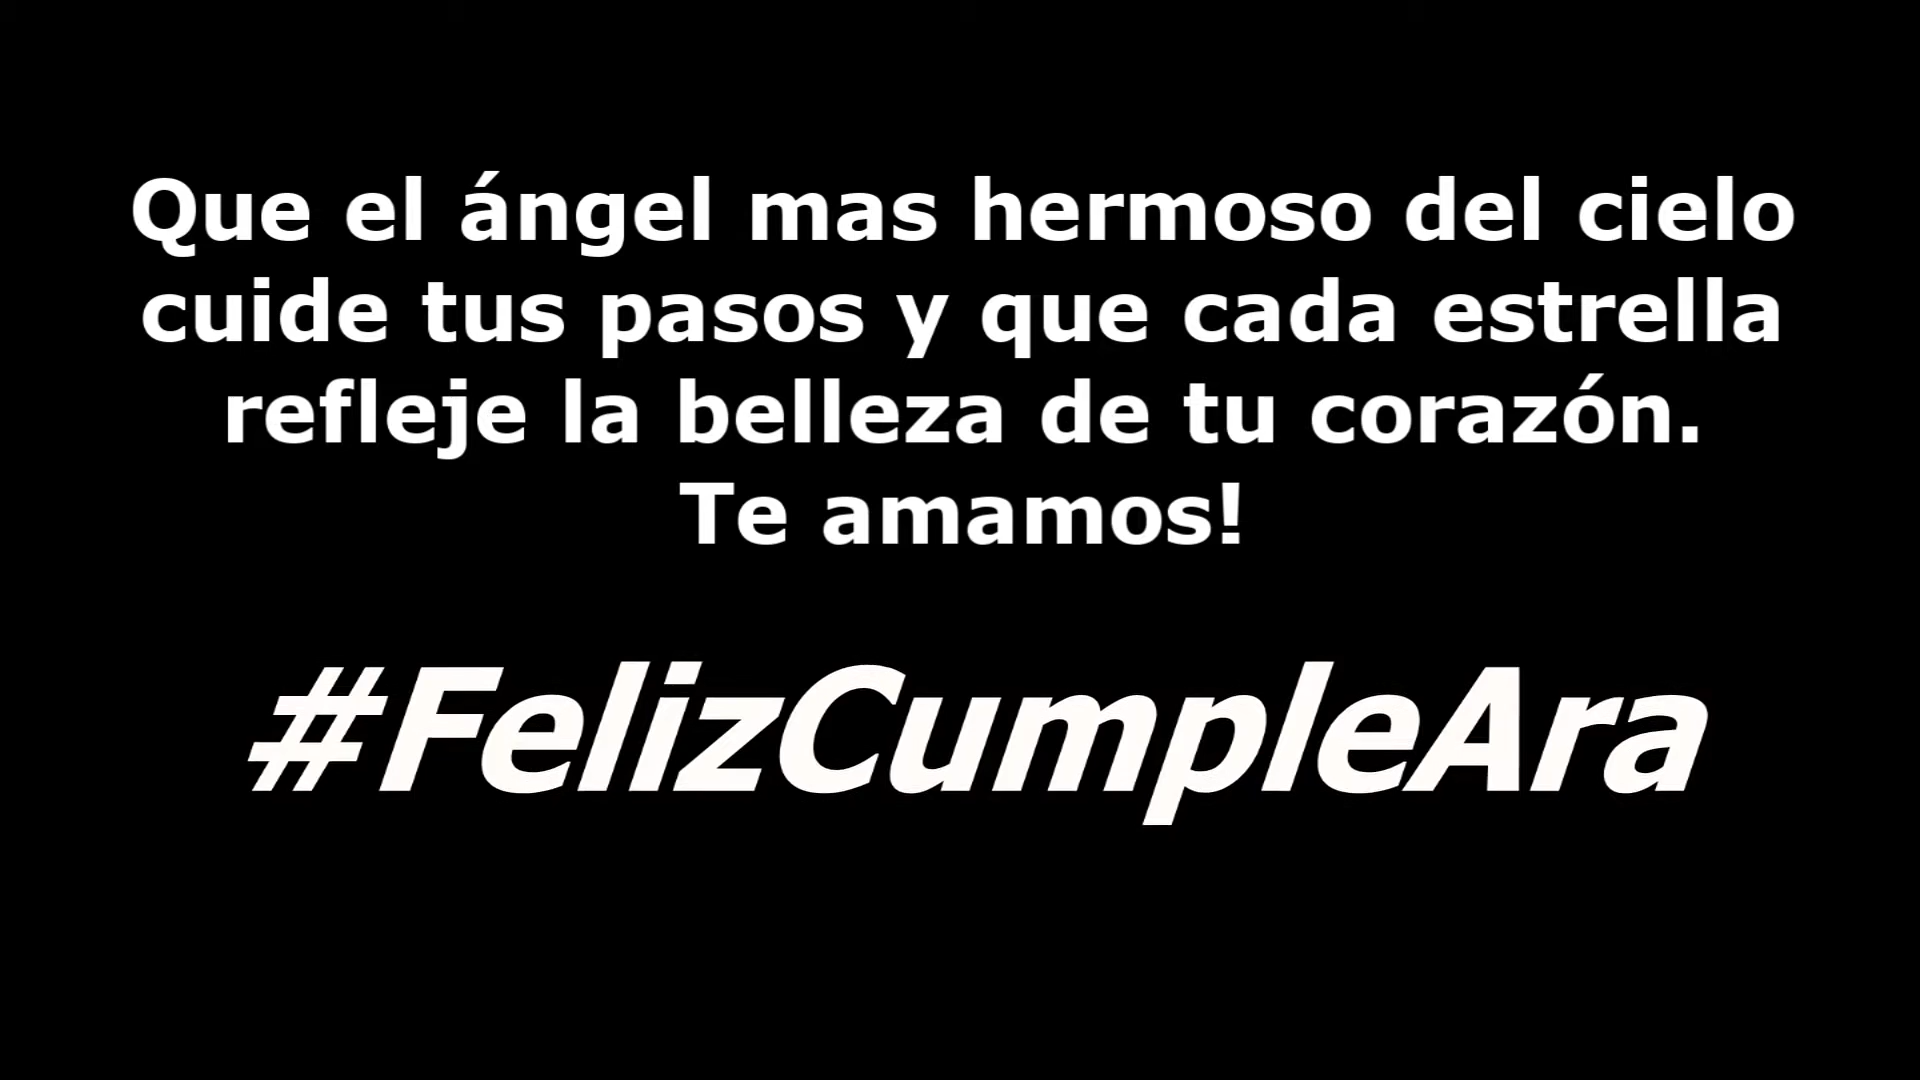 Que el ángel mas hermoso del cielo
cuide tus pasos y que cada estrella
refleje la belleza de tu corazón.
Te amamos!
#FelizCumpleAra